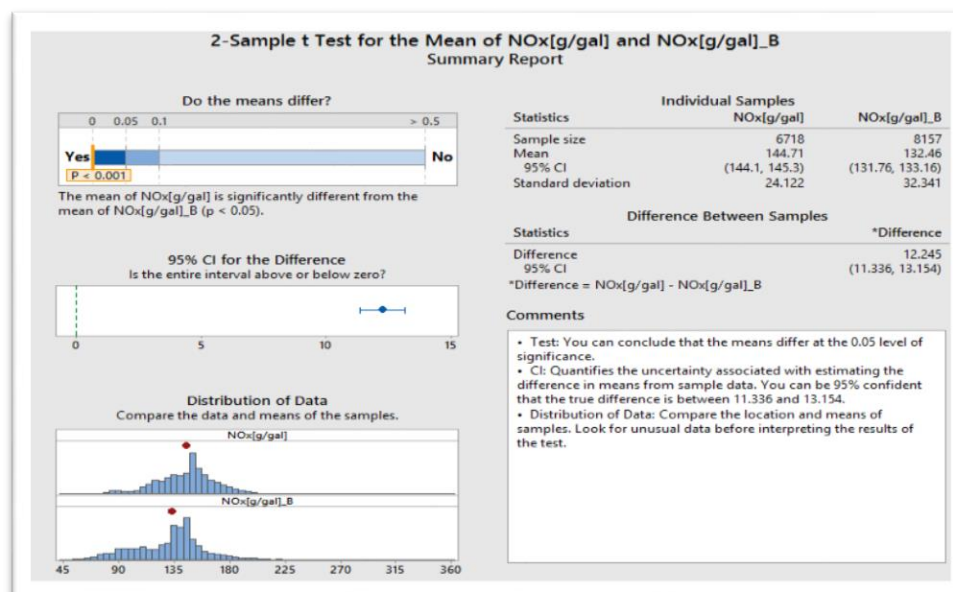 2-Sample t Test for the Mean of NOx[g/gal] and NOx[g/gal]_B
Summary Report
Do the means differ?
0 0.05 0.1 > 0.5
Yes No
P < 0.001
The mean of NOx[g/gal] is significantly different from the
mean of NOx[g/gal]_B (p < 0.05).
95% CI for the Difference
Is the entire interval above or below zero?
0 5 10 15
Distribution of Data
Compare the data and means of the samples.
NOx[g/gal]
NOx[g/gal]_B
45 90 135 180 225 270 315 360
Individual Samples
Statistics NOx[g/gal] NOx[g/gal]_B
Sample size 6718 8157
Mean 144.71 132.46
95% CI (144.1, 145.3) (131.76, 133.16)
Standard deviation 24.122 32.341
Difference Between Samples
Statistics *Difference
Difference 12.245
95% CI (11.336, 13.154)
*Difference = NOx[g/gal] - NOx[g/gal]_B
Comments
• Test: You can conclude that the means differ at the 0.05 level of
significance.
• CI: Quantifies the uncertainty associated with estimating the
difference in means from sample data. You can be 95% confident
that the true difference is between 11.336 and 13.154.
• Distribution of Data: Compare the location and means of
samples. Look for unusual data before interpreting the results of
the test.